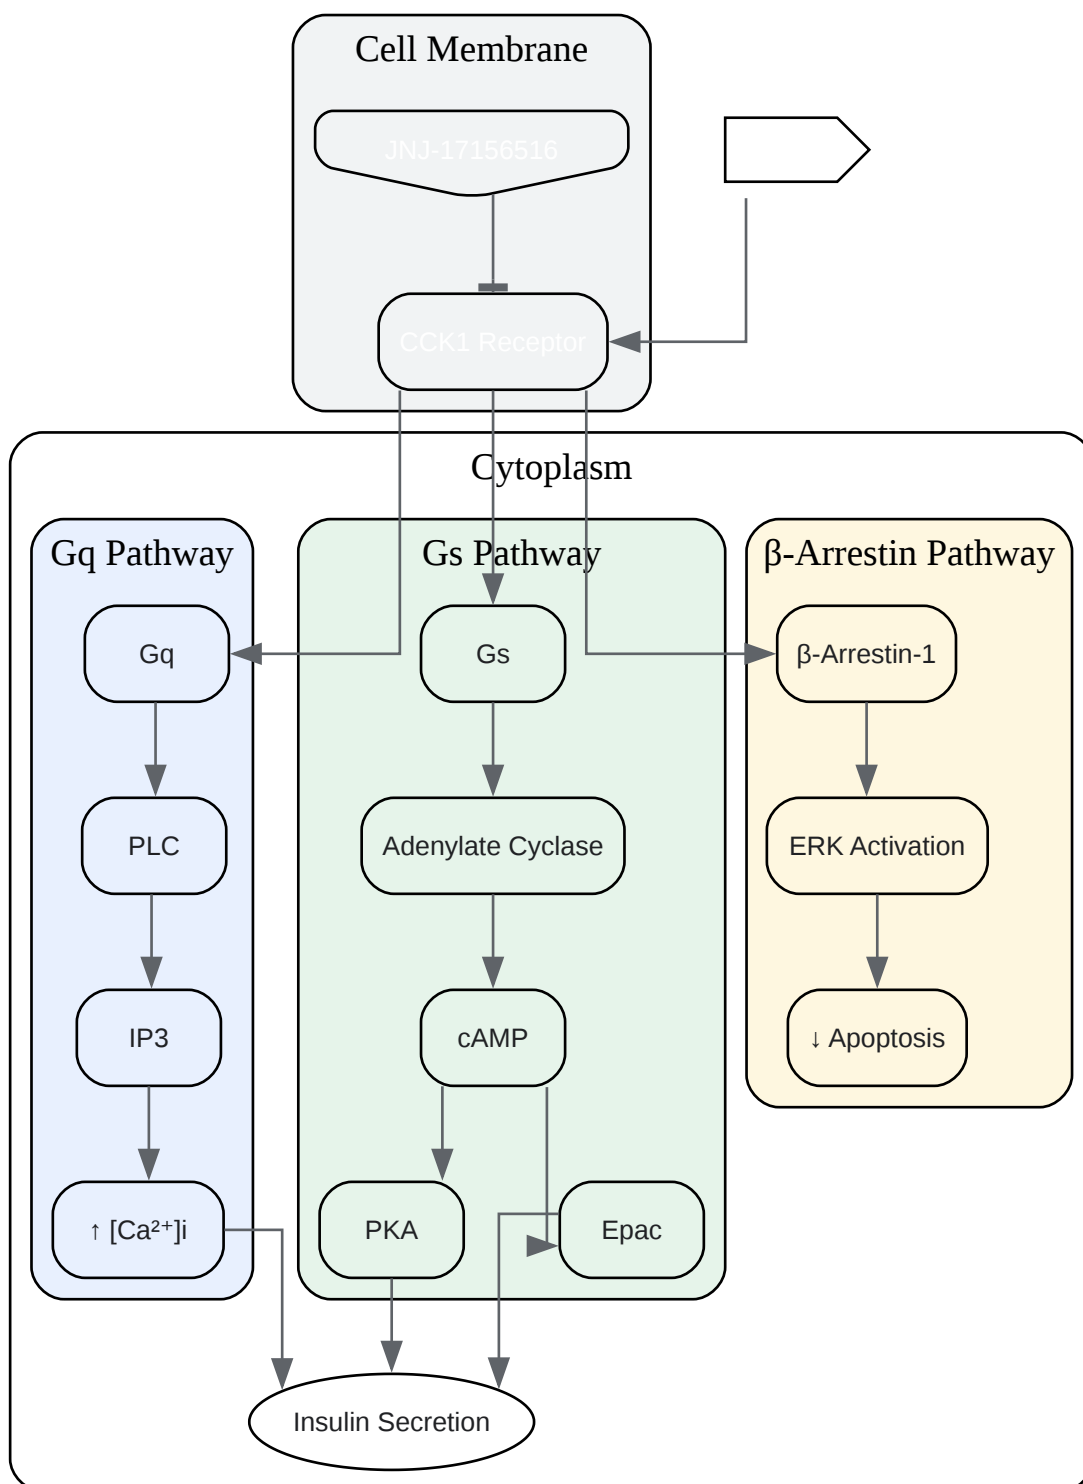 Cell Membrane
JNJ-17156516
CCK1 Receptor
Cytoplasm
Gq Pathway
Gs Pathway
β-Arrestin Pathway
Gq
Gs
β-Arrestin-1
PLC
Adenylate Cyclase
ERK Activation
IP3
cAMP
↓ Apoptosis
↑ [Ca²⁺]i
PKA
Epac
Insulin Secretion